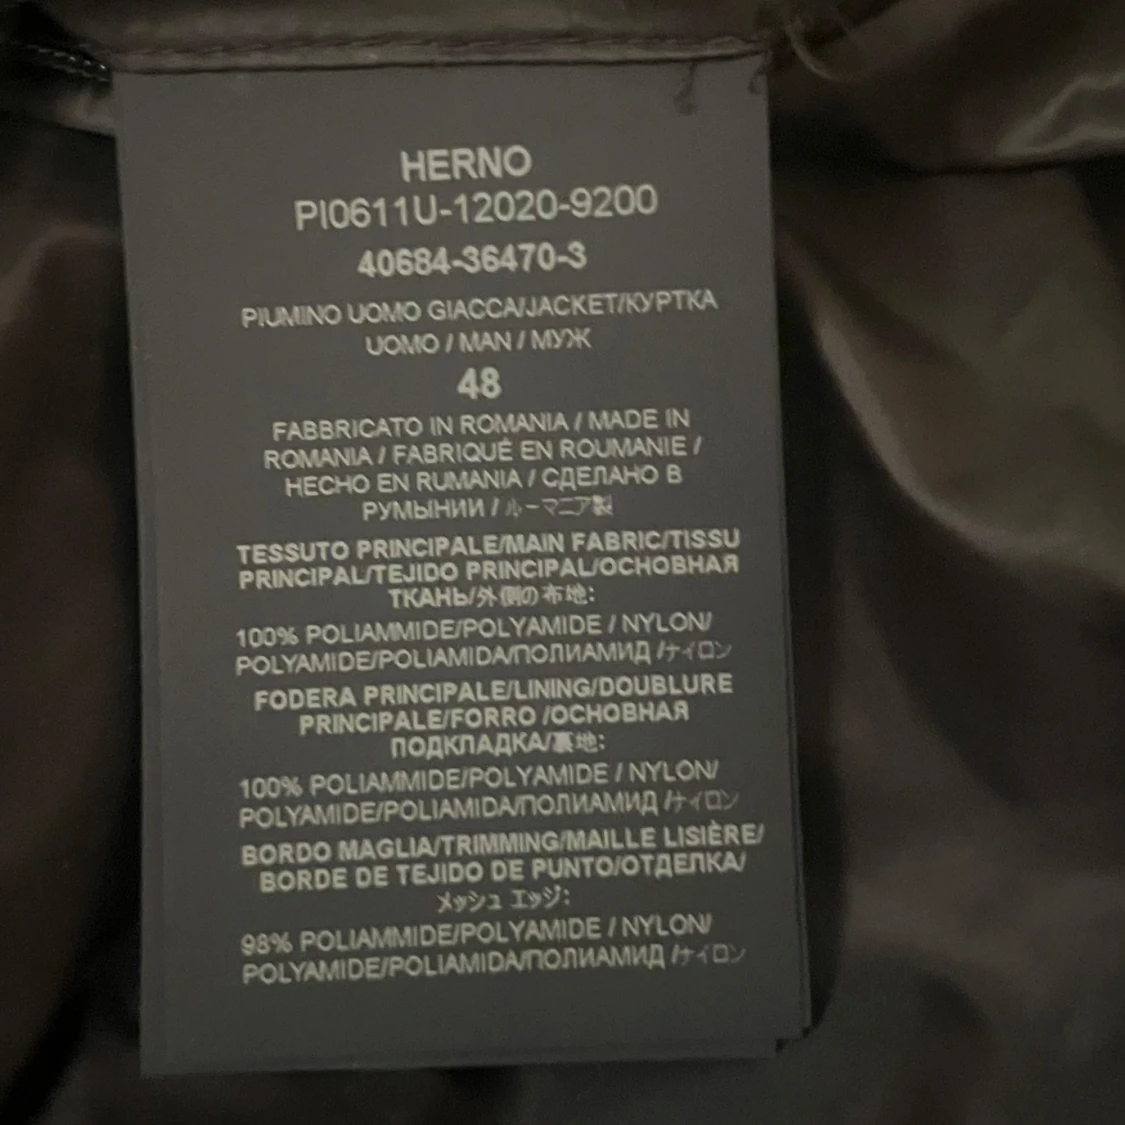 HERNO
PI0611U-12020-9200
40684-36470-3
PIUMINO UOMO GIACCA/JACKET/КУРТКА
UOMO / MAN / МУЖ
48
FABBRICATO IN ROMANIA / MADE IN
ROMANIA / FABRIQUÉ EN ROUMANIE /
HECHO EN RUMANIA / СДЕЛАНО В
РУМЫНИИ / ルーマニア製
TESSUTO PRINCIPALE/MAIN FABRIC/TISSU
PRINCIPAL/TEJIDO PRINCIPAL/ОСНОВНАЯ
ТКАНЬ/外側の布地:
100% POLIAMMIDE/POLYAMIDE / NYLON/
POLYAMIDE/POLIAMIDA/ПОЛИАМИД /ナイロン
FODERA PRINCIPALE/LINING/DOUBLURE
PRINCIPALE/FORRO /ОСНОВНАЯ
ПОДКЛАДКА/裏地:
100% POLIAMMIDE/POLYAMIDE / NYLON/
POLYAMIDE/POLIAMIDA/ПОЛИАМИД /ナイロン
BORDO MAGLIA/TRIMMING/MAILLE LISIÈRE/
BORDE DE TEJIDO DE PUNTO/ОТДЕЛКА/
メッシュ エッジ:
98% POLIAMMIDE/POLYAMIDE / NYLON/
POLYAMIDE/POLIAMIDA/ПОЛИАМИД /ナイロン